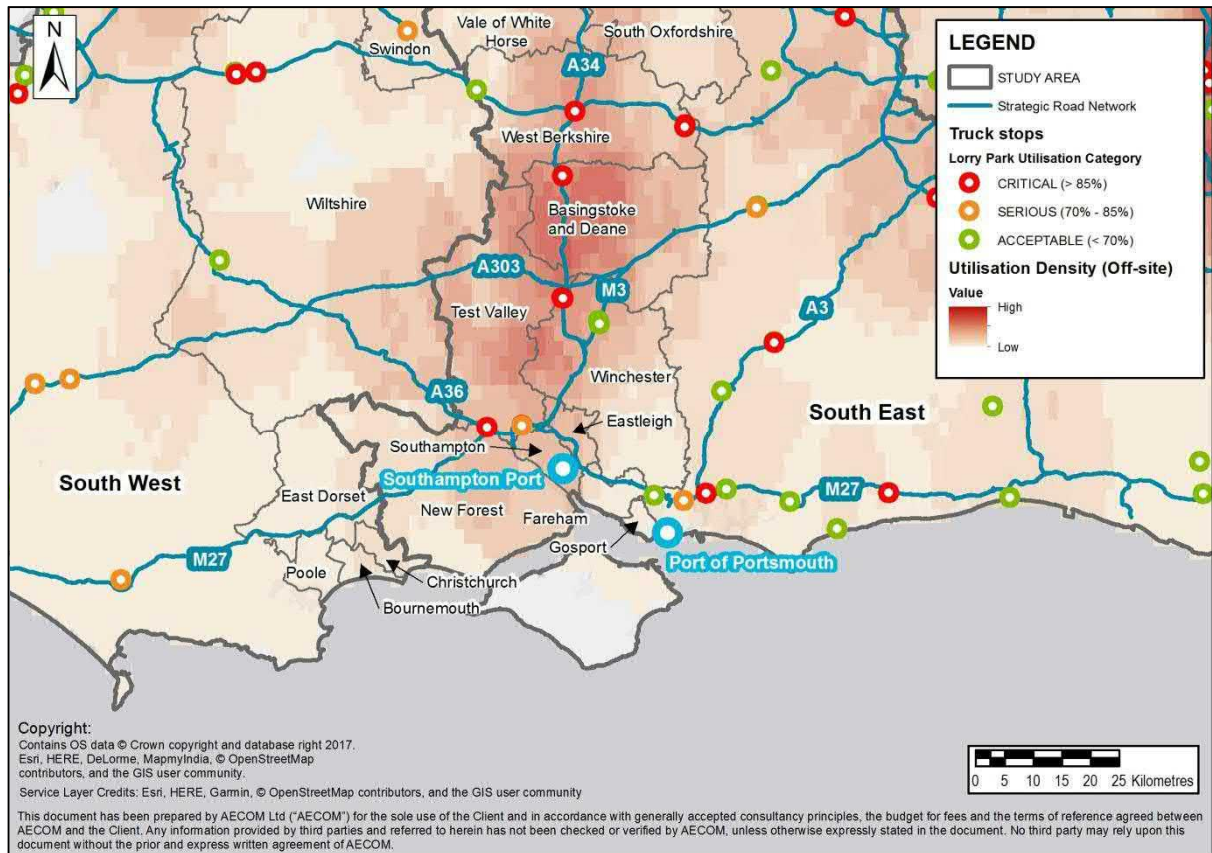 N
Swindon
Vale of White
Horse
South Oxfordshire
A34
West Berkshire
Wiltshire
Basingstoke
and Deane
A303
M3
Test Valley
A3
Winchester
A36
Eastleigh
Southampton
South East
South West
Southampton Port
East Dorset
New Forest
Fareham
M27
Gosport
Port of Portsmouth
M27
Poole
Christchurch
Bournemouth
LEGEND
STUDY AREA
Strategic Road Network
Truck stops
Lorry Park Utilisation Category
CRITICAL (> 85%)
SERIOUS (70% - 85%)
ACCEPTABLE (< 70%)
Utilisation Density (Off-site)
Value
High
Low
Copyright:
Contains OS data © Crown copyright and database right 2017.
Esri, HERE, DeLorme, MapmyIndia, © OpenStreetMap
contributors, and the GIS user community.
Service Layer Credits: Esri, HERE, Garmin, © OpenStreetMap contributors, and the GIS user community
0 5 10 15 20 25 Kilometres
This document has been prepared by AECOM Ltd ("AECOM") for the sole use of the Client and in accordance with generally accepted consultancy principles, the budget for fees and the terms of reference agreed between
AECOM and the Client. Any information provided by third parties and referred to herein has not been checked or verified by AECOM, unless otherwise expressly stated in the document. No third party may rely upon this
document without the prior and express written agreement of AECOM.